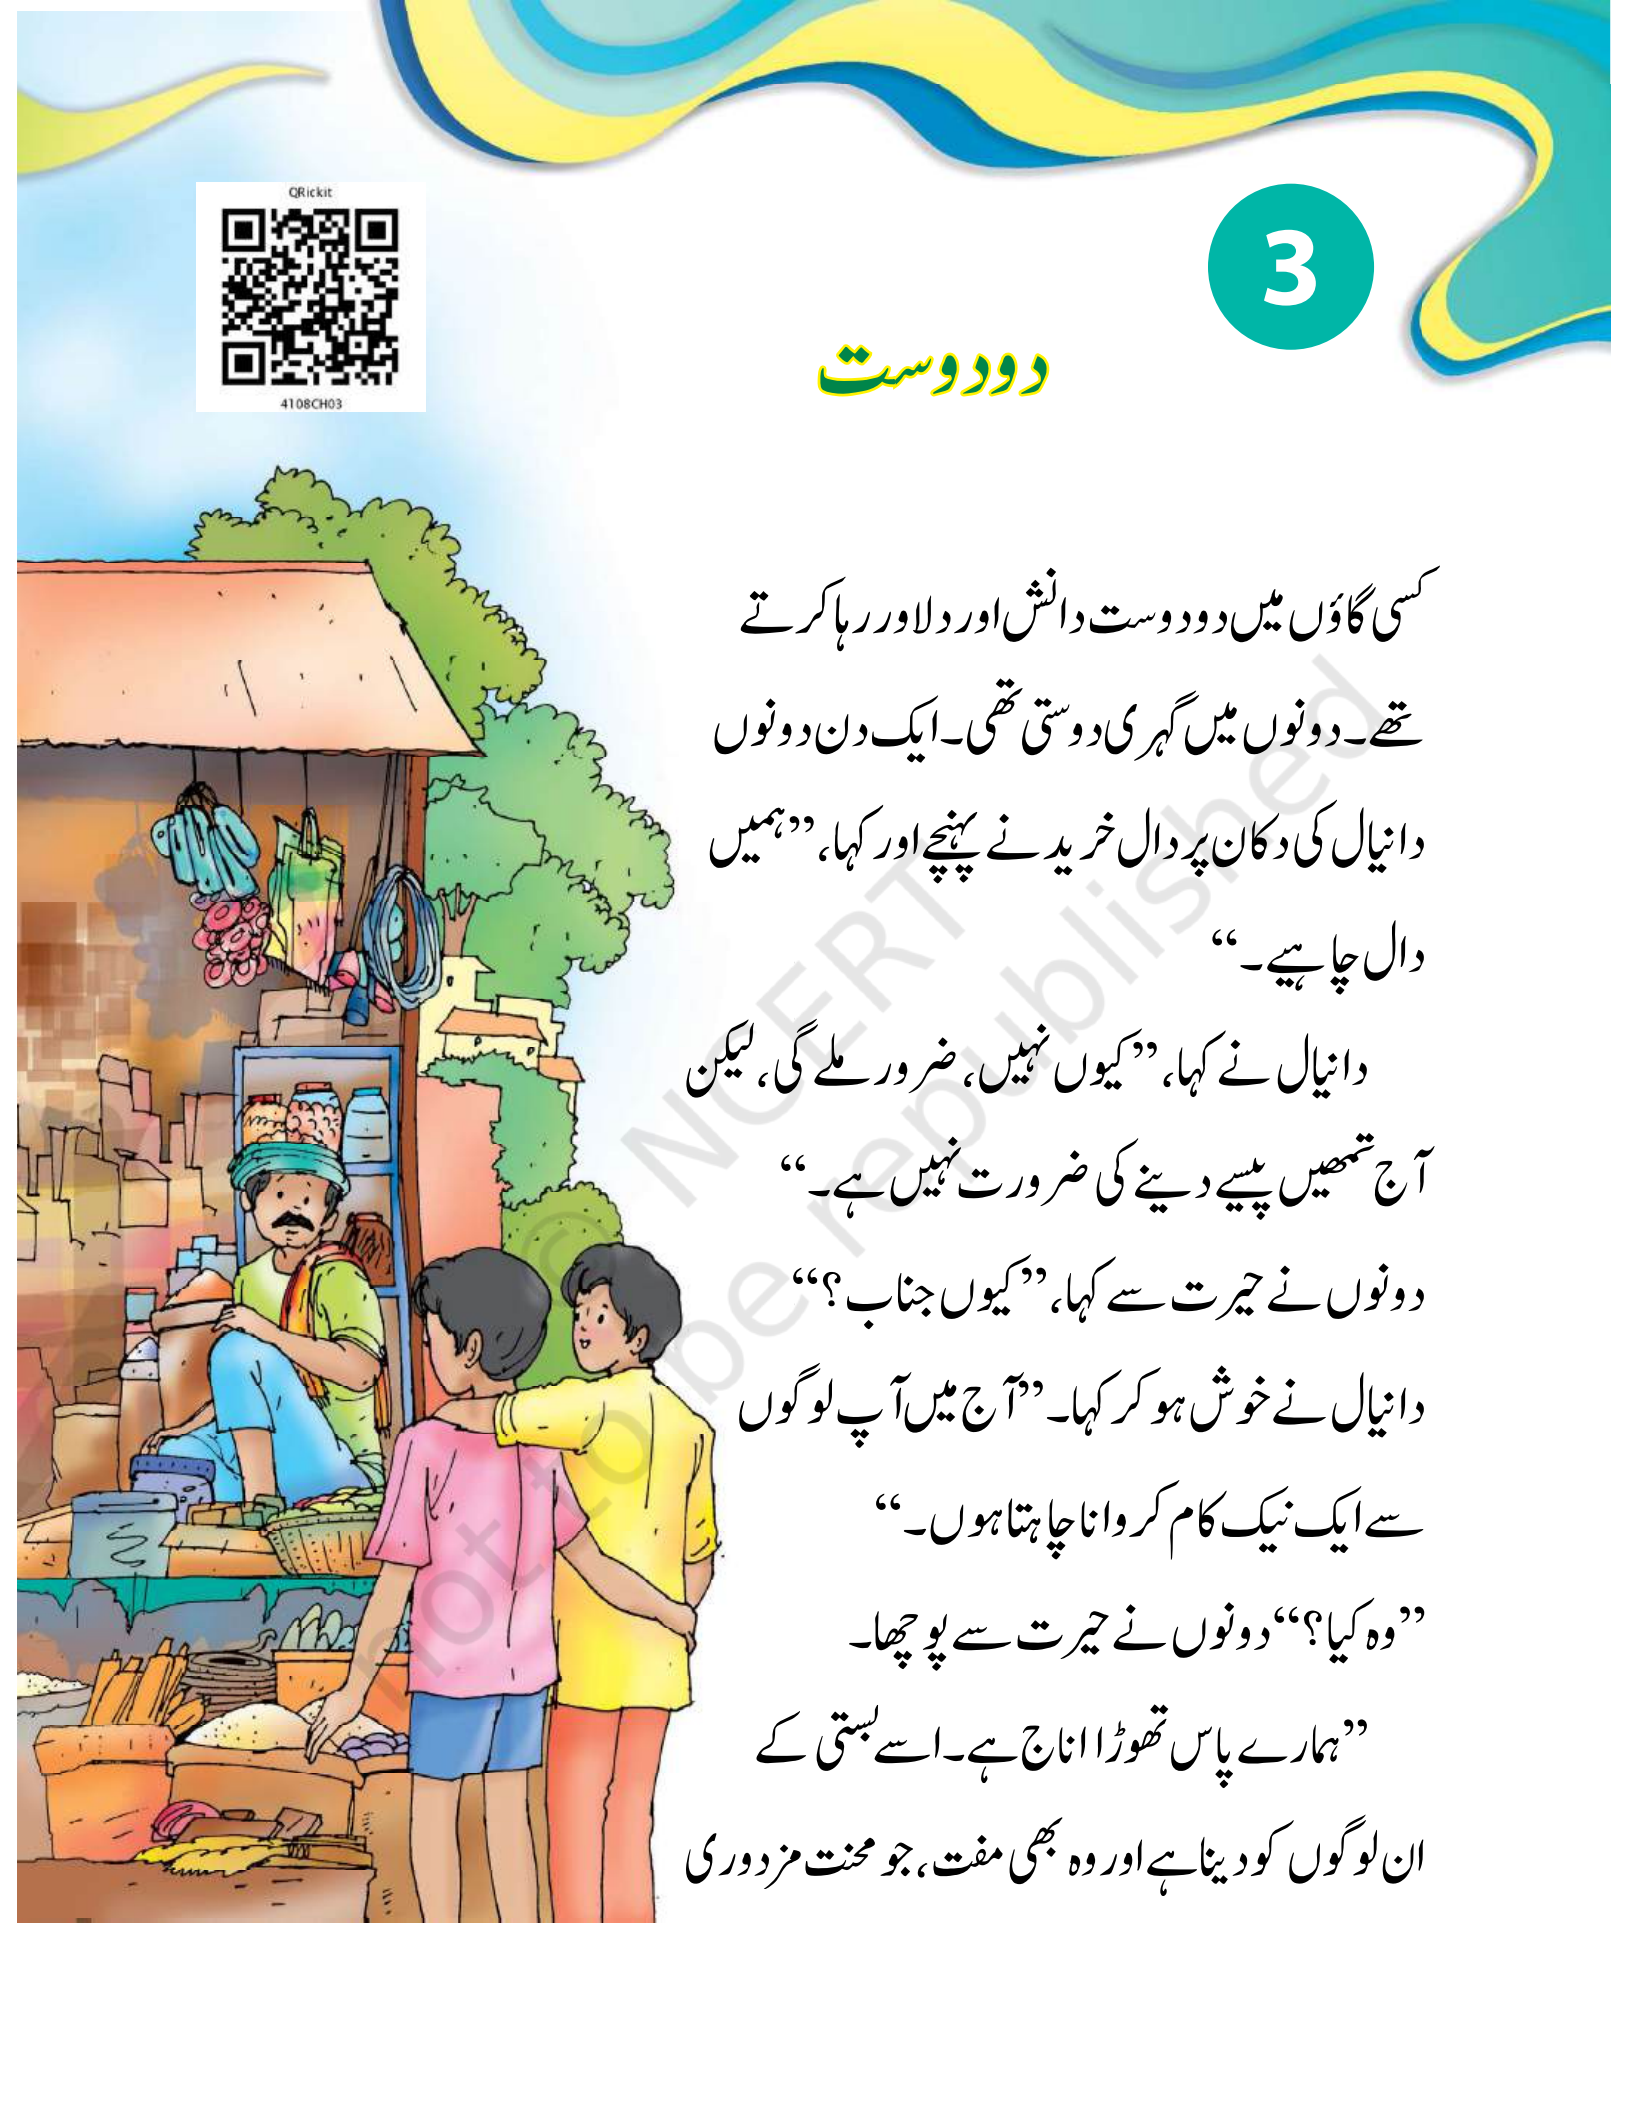 QRickit
4108CH03
3
دو دوست
کسی گاؤں میں دو دوست دانش اور دلاور رہا کرتے
تھے۔ دونوں میں گہری دوستی تھی۔ ایک دن دونوں
دانیال کی دکان پر دال خریدنے پہنچے اور کہا، ”ہمیں
دال چاہیے۔“
دانیال نے کہا، ”کیوں نہیں، ضرور ملے گی، لیکن
آج تمھیں پیسے دینے کی ضرورت نہیں ہے۔“
دونوں نے حیرت سے کہا، ”کیوں جناب؟“
دانیال نے خوش ہو کر کہا۔ ”آج میں آپ لوگوں
سے ایک نیک کام کروانا چاہتا ہوں۔“
”وہ کیا؟“ دونوں نے حیرت سے پوچھا۔
”ہمارے پاس تھوڑا اناج ہے۔ اسے بستی کے
ان لوگوں کو دینا ہے اور وہ بھی مفت، جو محنت مزدوری
© NCERT
not to be republished